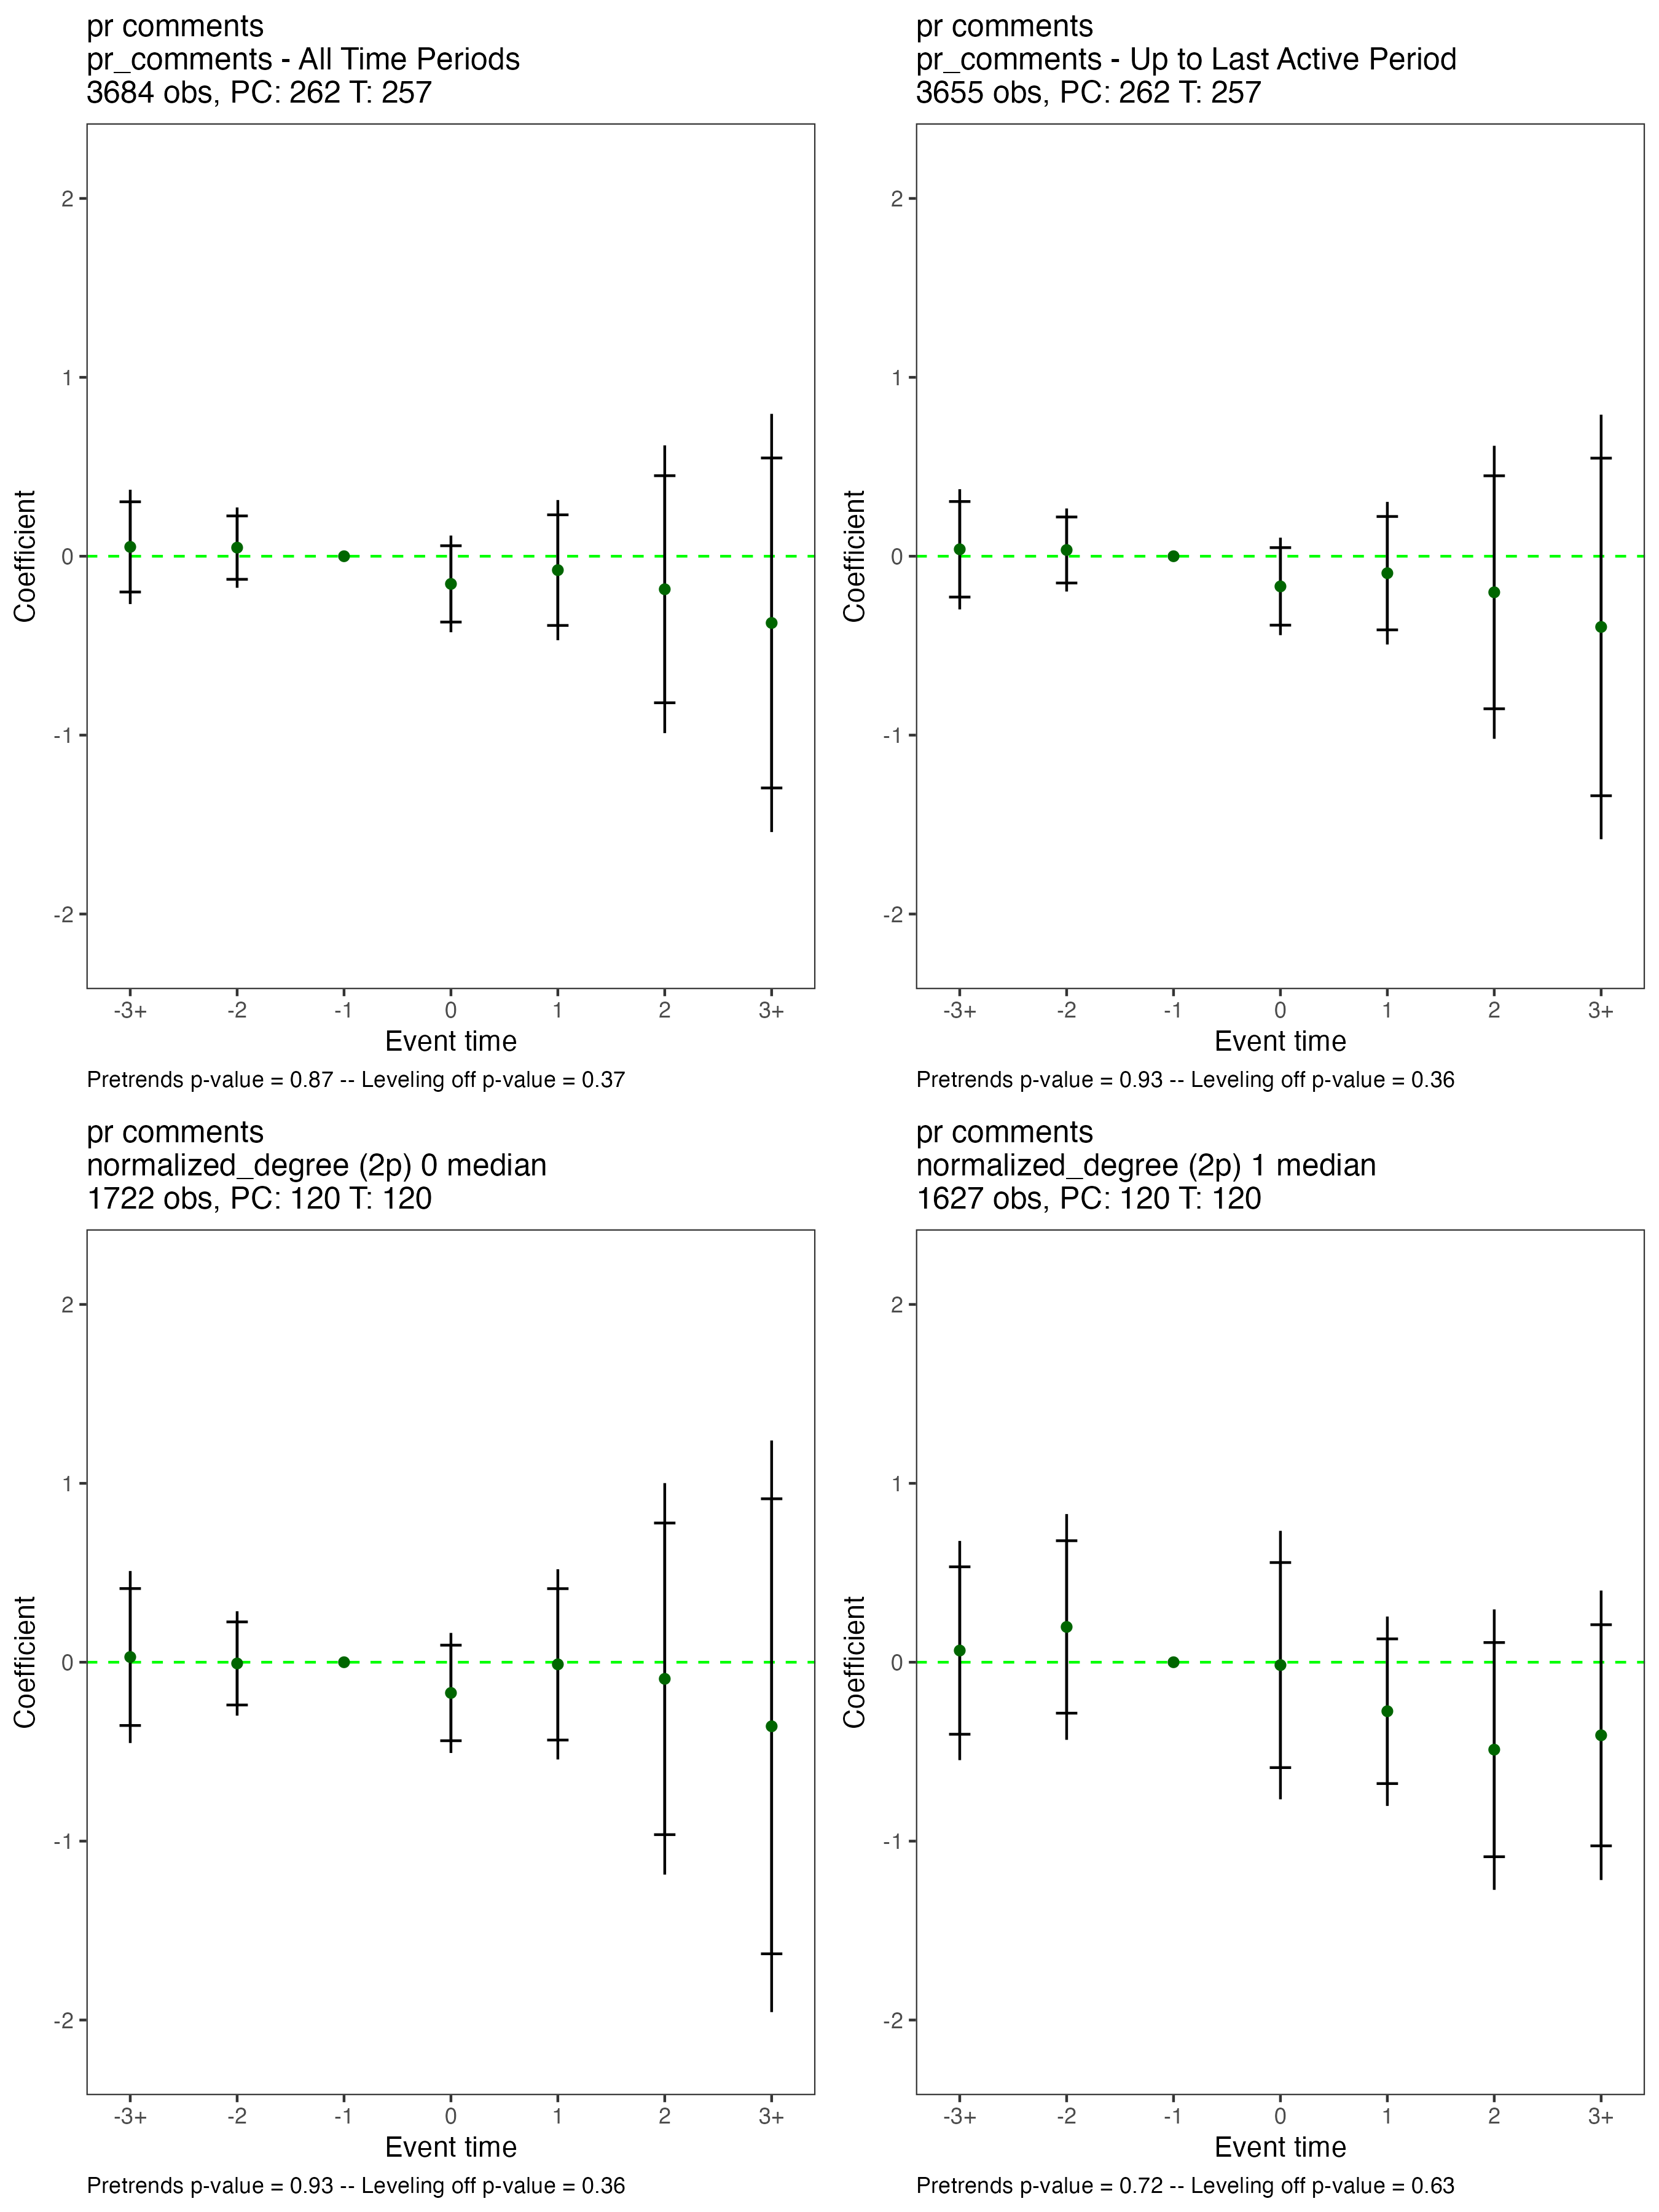 pr comments
pr_comments - All Time Periods
3684 obs, PC: 262 T: 257
2
1
0
-1
-2
Coefficient
-3+ -2 -1 0 1 2 3+
Event time
Pretrends p-value = 0.87 -- Leveling off p-value = 0.37
pr comments
pr_comments - Up to Last Active Period
3655 obs, PC: 262 T: 257
2
1
0
-1
-2
Coefficient
-3+ -2 -1 0 1 2 3+
Event time
Pretrends p-value = 0.93 -- Leveling off p-value = 0.36
pr comments
normalized_degree (2p) 0 median
1722 obs, PC: 120 T: 120
2
1
0
-1
-2
Coefficient
-3+ -2 -1 0 1 2 3+
Event time
Pretrends p-value = 0.93 -- Leveling off p-value = 0.36
pr comments
normalized_degree (2p) 1 median
1627 obs, PC: 120 T: 120
2
1
0
-1
-2
Coefficient
-3+ -2 -1 0 1 2 3+
Event time
Pretrends p-value = 0.72 -- Leveling off p-value = 0.63